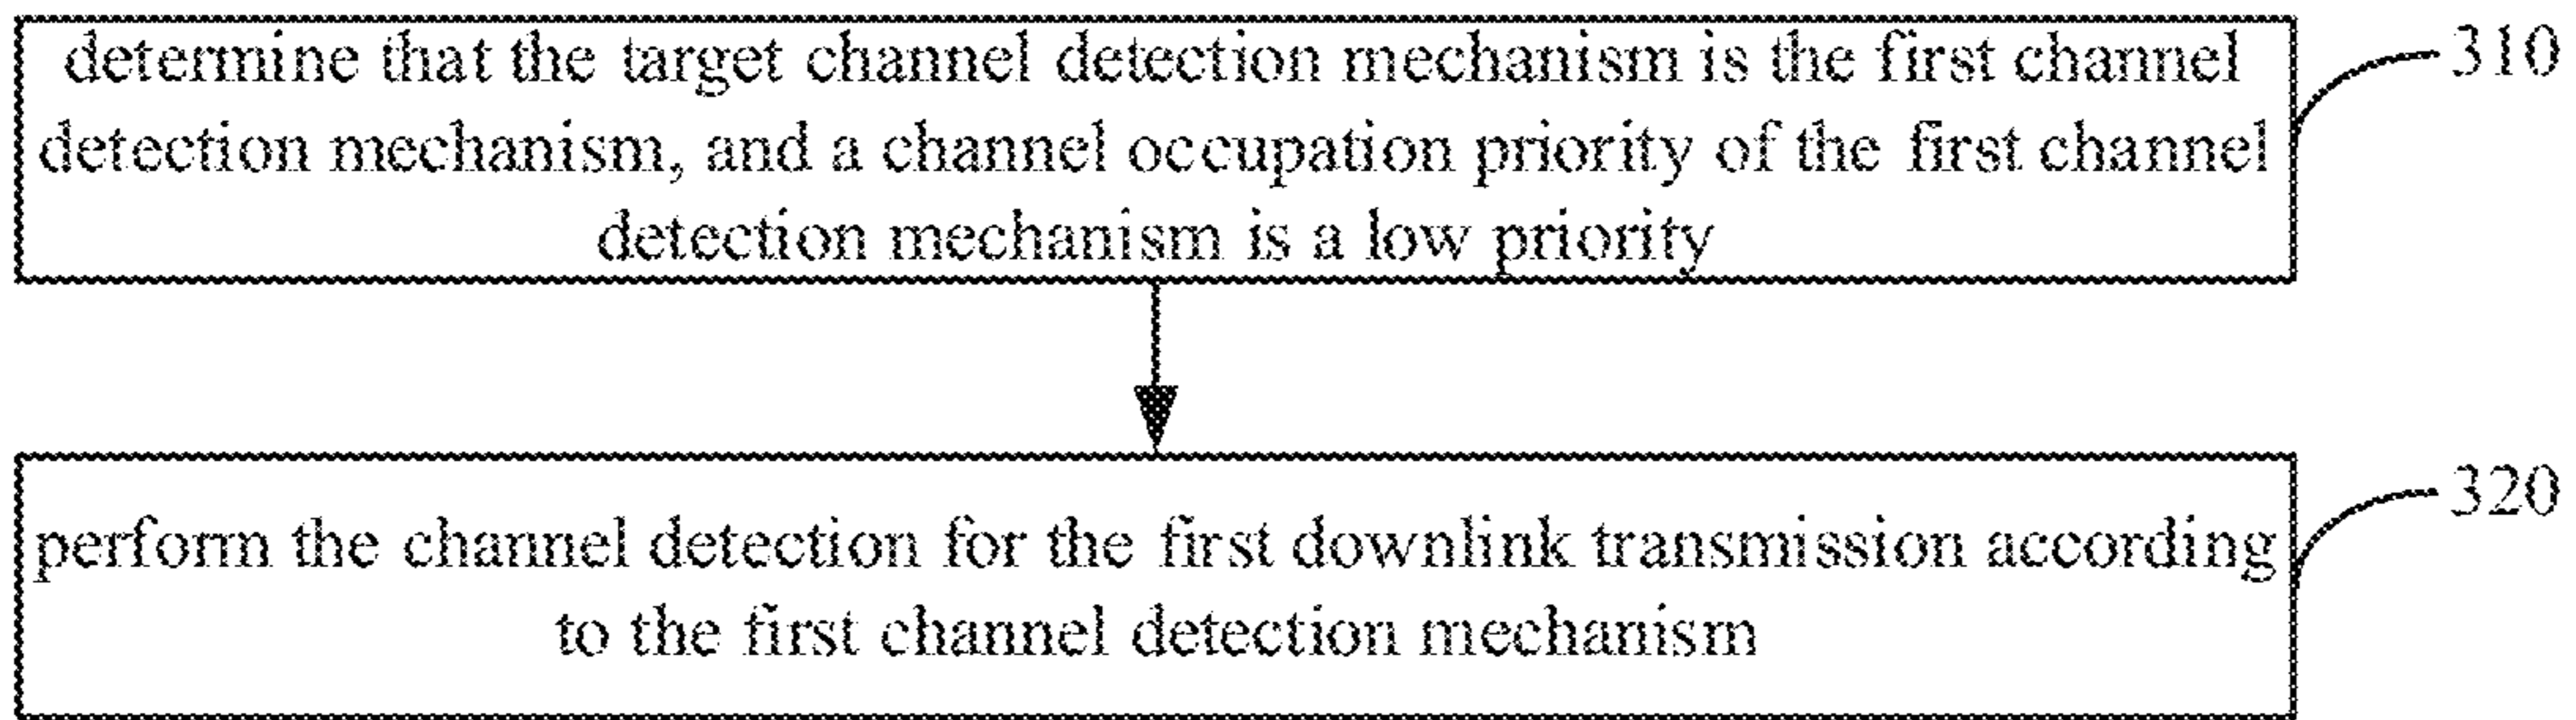 determine that the target channel detection mechanism is the first channel
310
detection mechanism, and a channel occupation priority of the first channel
detection mechanism is a low priority
320
perform the channel detection for the first downlink transmission according
to the first channel detection mechanism